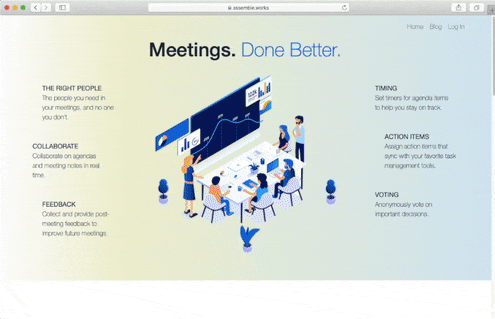 assemble.works
Home Blog Log In
Meetings. Done Better.
THE RIGHT PEOPLE
The people you need in
your meetings, and no one
you don't.
COLLABORATE
Collaborate on agendas
and meeting notes in real
time.
FEEDBACK
Collect and provide post-
meeting feedback to
improve future meetings.
TIMING
Set timers for agenda items
to help you stay on track.
ACTION ITEMS
Assign action items that
sync with your favorite task
management tools.
VOTING
Anonymously vote on
important decisions.